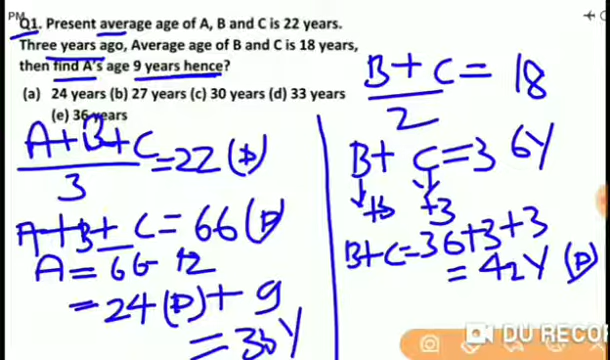 PM
Q1. Present average age of A, B and C is 22 years.
Three years ago, Average age of B and C is 18 years,
then find A's age 9 years hence?
(a) 24 years (b) 27 years (c) 30 years (d) 33 years
(e) 36 years
A+B+C
3
=22 (P)
A+B+C=66(P)
A=66-42
=24(P)+9
=33Y
B+C=18
2
B+C=36Y
+3 +3
B+C=36+3+3
=42Y (P)
DU RECO